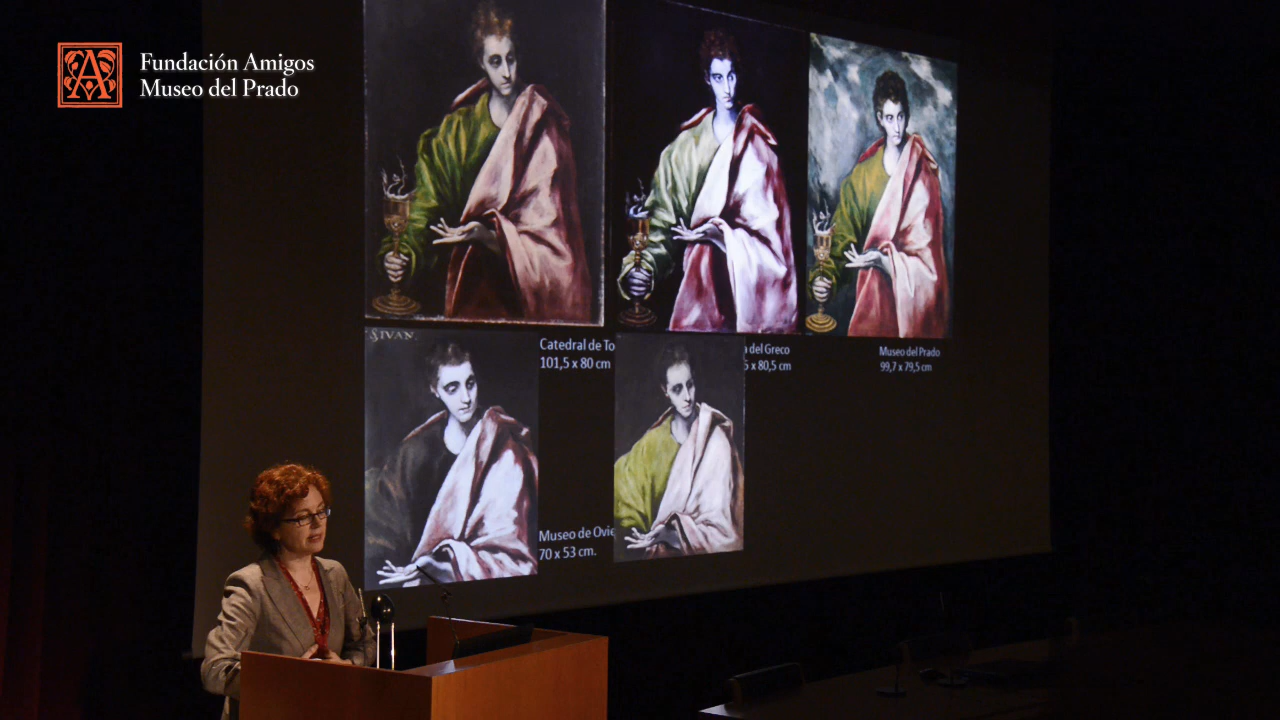 Fundación Amigos
Museo del Prado
SIVAN
Catedral de To
101,5 x 80 cm
del Greco
x 80,5 cm
Museo del Prado
99,7 x 79,5 cm
Museo de Ovie
70 x 53 cm.